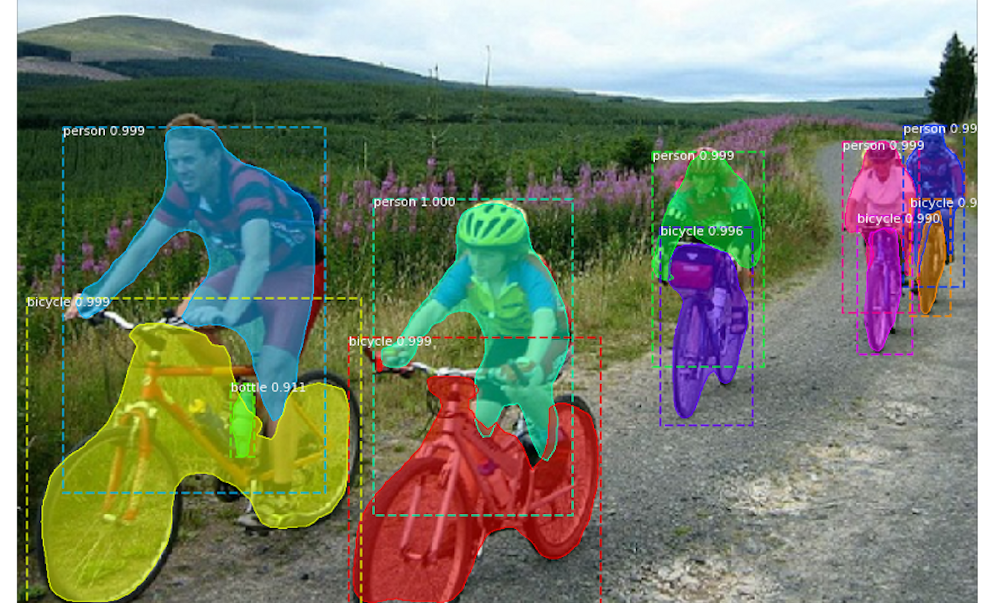 person 0.999
person 1.000
person 0.999
person 0.999
person 0.99
bicycle 0.999
bicycle 0.999
bicycle 0.996
bicycle 0.990
bicycle 0.9
bottle 0.911